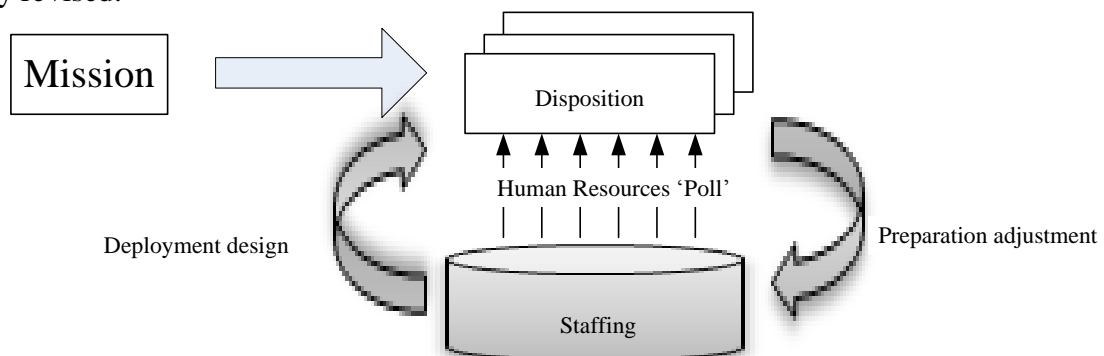 y revised.
Mission
Disposition
Human Resources ‘Poll’
Deployment design
Preparation adjustment
Staffing